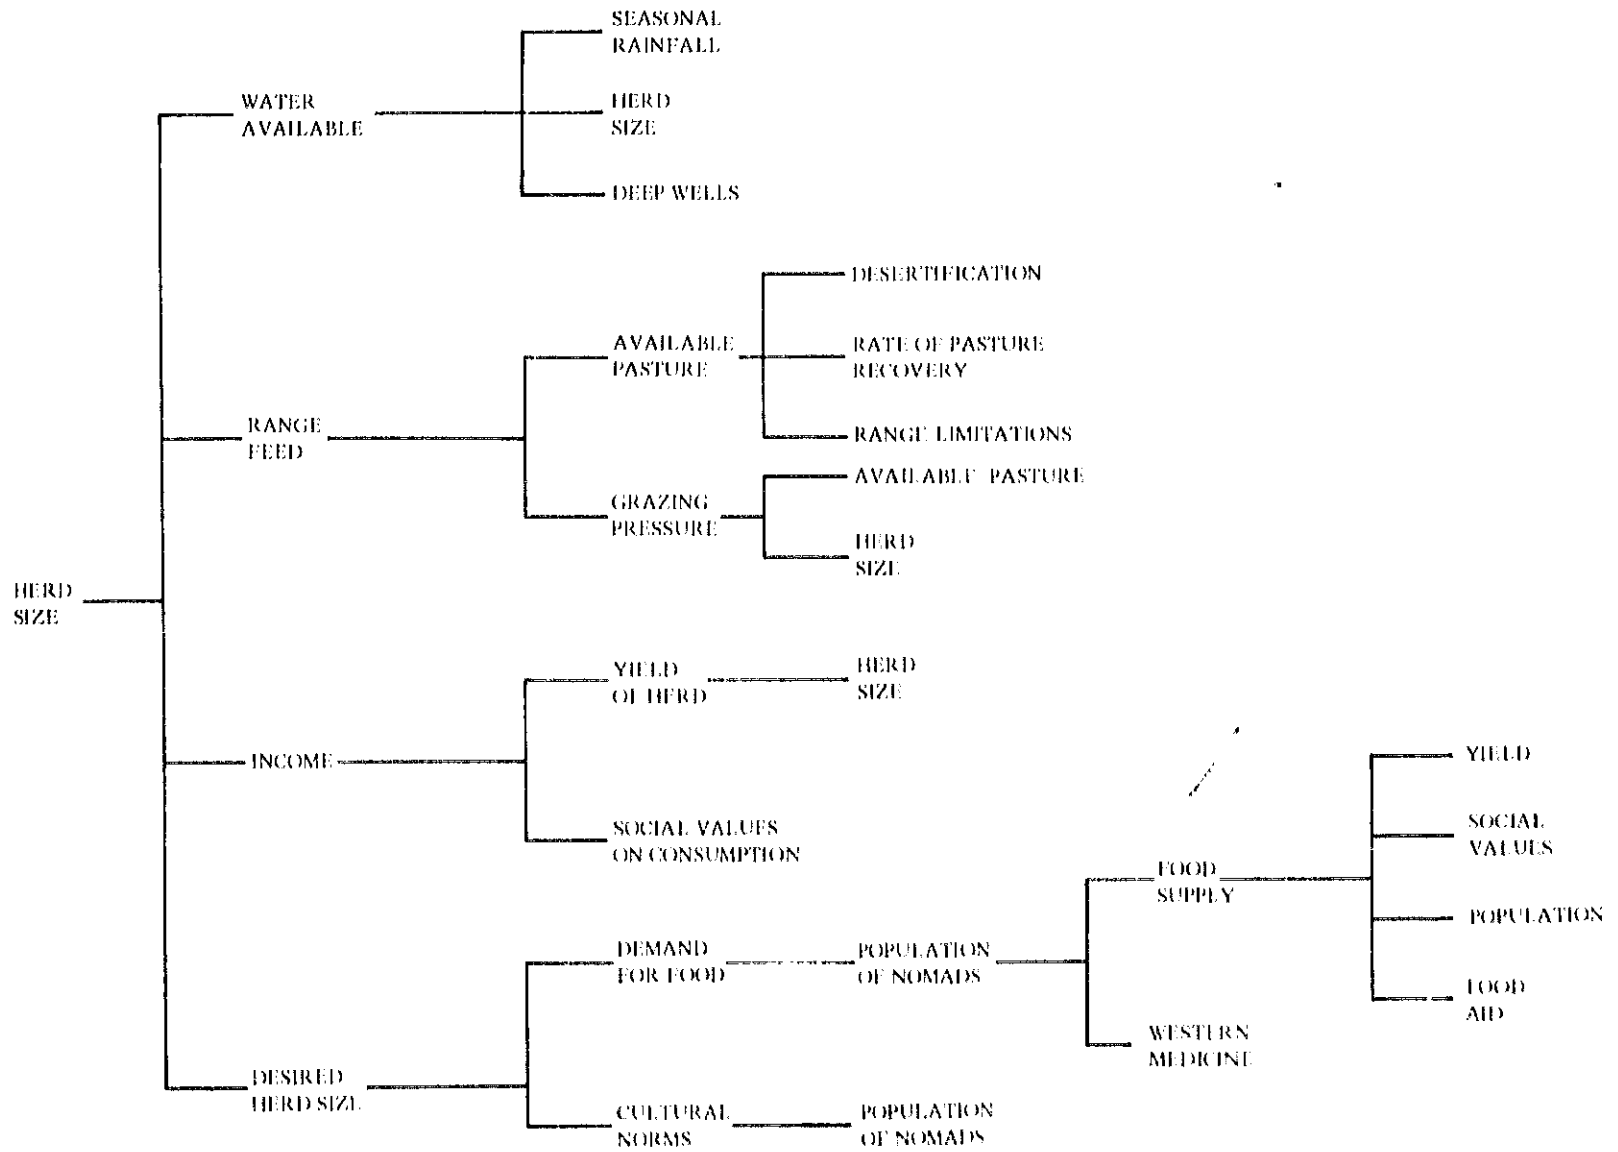 SEASONAL
RAINFALL
WATER
AVAILABLE
HERD
SIZE
DEEP WELLS
DESERTIFICATION
AVAILABLE
PASTURE
RATE OF PASTURE
RECOVERY
RANGE LIMITATIONS
RANGE
FEED
AVAILABLE PASTURE
GRAZING
PRESSURE
HERD
SIZE
HERD
SIZE
YIELD
OF HERD
HERD
SIZE
INCOME
SOCIAL VALUES
ON CONSUMPTION
YIELD
SOCIAL
VALUES
FOOD
SUPPLY
POPULATION
FOOD
AID
DEMAND
FOR FOOD
POPULATION
OF NOMADS
WESTERN
MEDICINE
DESIRED
HERD SIZE
CULTURAL
NORMS
POPULATION
OF NOMADS